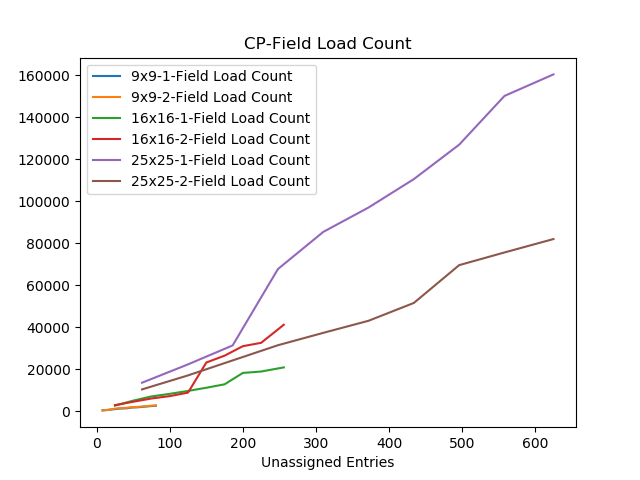 CP-Field Load Count
9x9-1-Field Load Count
9x9-2-Field Load Count
16x16-1-Field Load Count
16x16-2-Field Load Count
25x25-1-Field Load Count
25x25-2-Field Load Count
160000
140000
120000
100000
80000
60000
40000
20000
0
0 100 200 300 400 500 600
Unassigned Entries